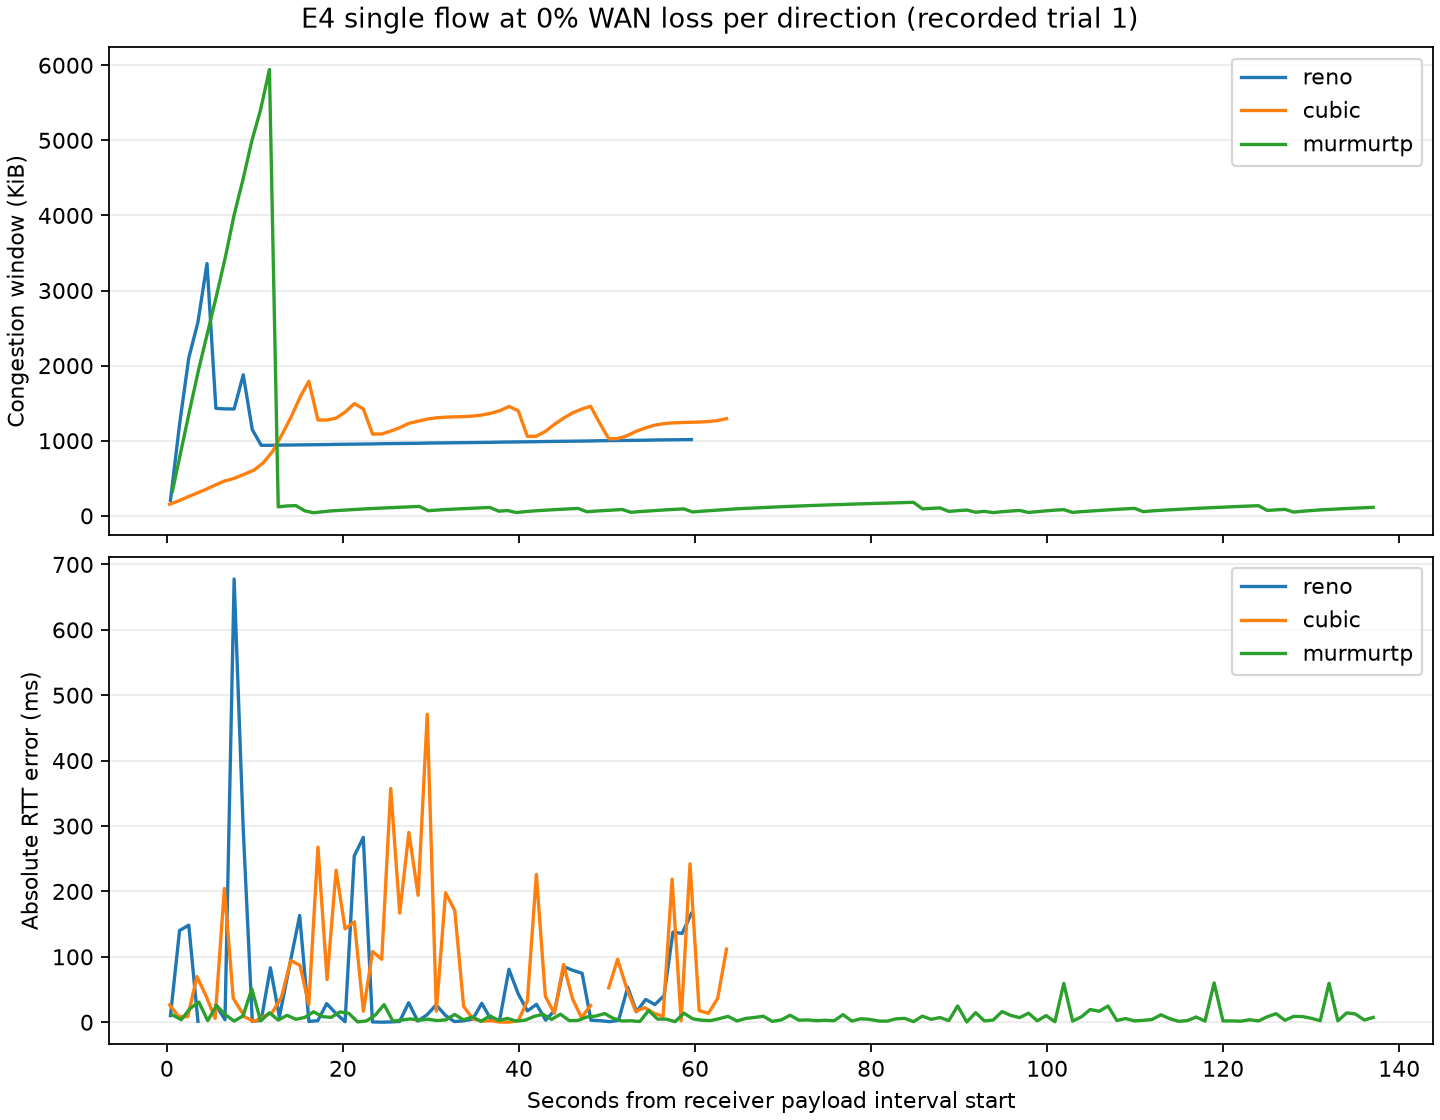 E4 single flow at 0% WAN loss per direction (recorded trial 1)
Congestion window (KiB)
6000
5000
4000
3000
2000
1000
0
reno
cubic
murmurtp
Absolute RTT error (ms)
700
600
500
400
300
200
100
0
reno
cubic
murmurtp
0 20 40 60 80 100 120 140
Seconds from receiver payload interval start